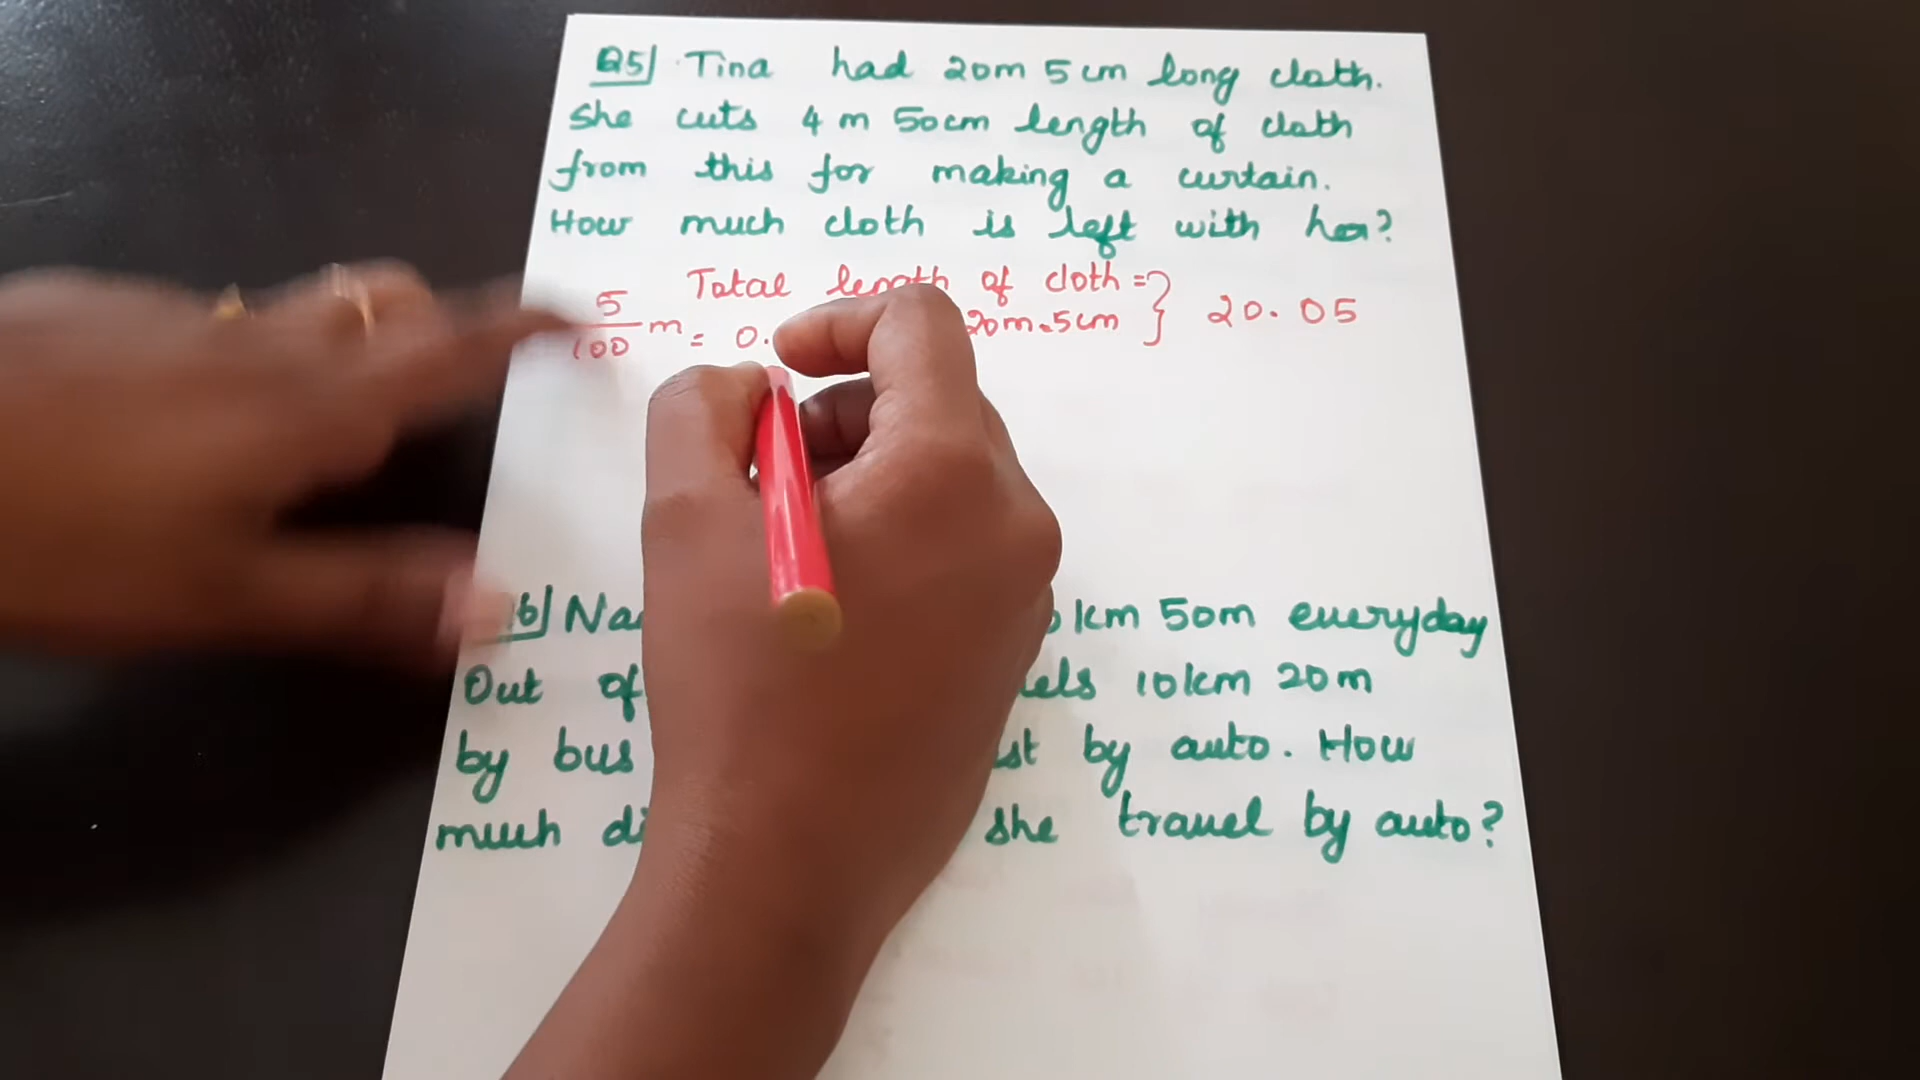 Q5] Tina had 20m 5cm long cloth.
She cuts 4m 50cm length of cloth
from this for making a curtain.
How much cloth is left with her?
Total length of cloth =} 20.05
5/100 m = 0. 20m.5cm
6] km 50m everyday
Out of 10km 20m
by bus by auto. How
much she travel by auto?